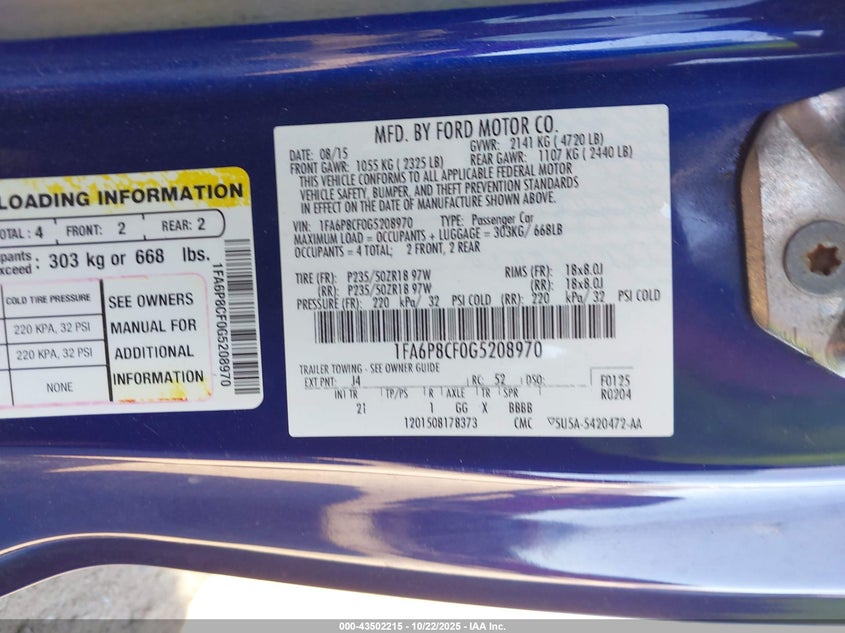 LOADING INFORMATION
TOTAL: 4 FRONT: 2 REAR: 2
303 kg or 668 lbs.
COLD TIRE PRESSURE
220 KPA, 32 PSI
220 KPA, 32 PSI
NONE
SEE OWNERS
MANUAL FOR
ADDITIONAL
INFORMATION
1FA6P8CF0G5208970
MFD. BY FORD MOTOR CO.
DATE: 08/15 GVWR: 2141 KG ( 4720 LB)
FRONT GAWR: 1055 KG ( 2325 LB) REAR GAWR: 1107 KG ( 2440 LB)
THIS VEHICLE CONFORMS TO ALL APPLICABLE FEDERAL MOTOR
VEHICLE SAFETY, BUMPER, AND THEFT PREVENTION STANDARDS
IN EFFECT ON THE DATE OF MANUFACTURE SHOWN ABOVE.
VIN: 1FA6P8CF0G5208970 TYPE: Passenger Car
MAXIMUM LOAD = OCCUPANTS + LUGGAGE = 303KG/ 668LB
OCCUPANTS = 4 TOTAL; 2 FRONT, 2 REAR
TIRE (FR): P235/50ZR18 97W RIMS (FR): 18x8.0J
(RR): P235/50ZR18 97W (RR): 18x8.0J
PRESSURE (FR): 220 kPa/ 32 PSI COLD (RR): 220 kPa/ 32 PSI COLD
1FA6P8CF0G5208970
TRAILER TOWING - SEE OWNER GUIDE
EXT PNT: J4 RC: 52 DSO: F0125
INT TR TP/PS R AXLE TR SPR R0204
21 1 GG X BBBB
1201508178373 CMC 5U5A-5420472-AA
000-43502215 - 10/22/2025 - IAA Inc.